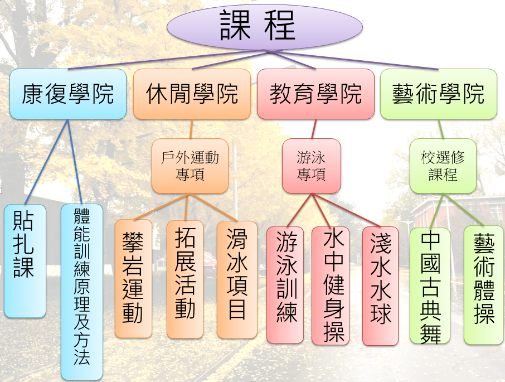 課程
康復學院
休閒學院
教育學院
藝術學院
戶外運動
專項
游泳
專項
校選修
課程
貼扎課
體能訓練原理及方法
攀岩運動
拓展活動
滑冰項目
游泳訓練
水中健身操
淺水水球
中國古典舞
藝術體操